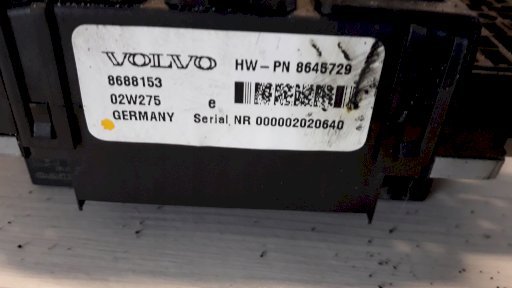 VOLVO HW-PN 8645729
8688153
02W275 e
GERMANY Serial NR 000002020640